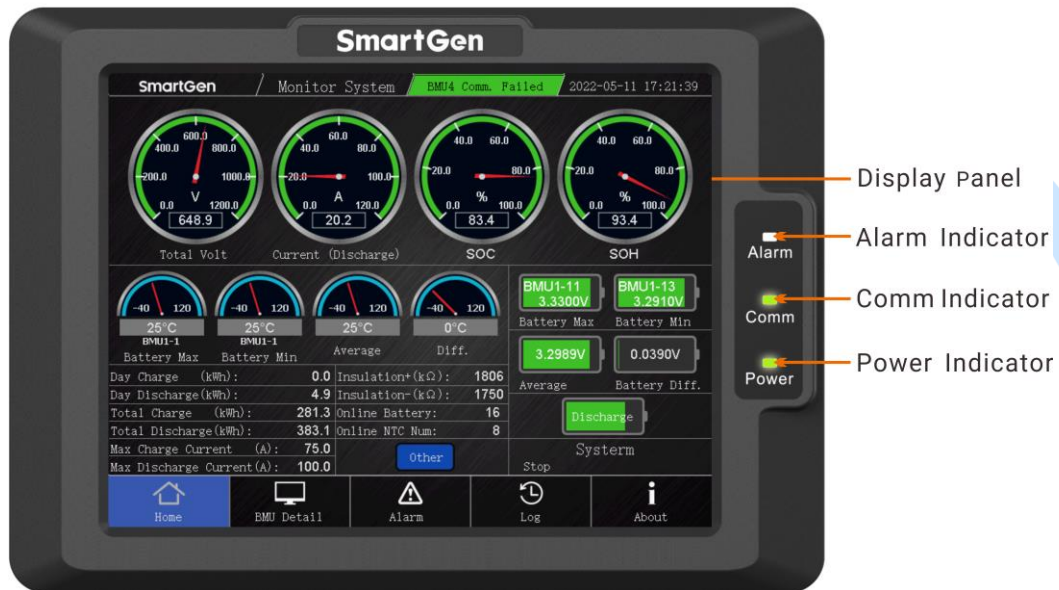 SmartGen
SmartGen / Monitor System / BMU4 Comm. Failed / 2022-05-11 17:21:39
0.0 200.0 400.0 600.0 800.0 1000.0 1200.0
V
648.9
Total Volt
0.0 20.0 40.0 60.0 80.0 100.0 120.0
A
20.2
Current (Discharge)
0.0 20.0 40.0 60.0 80.0 100.0
%
83.4
SOC
0.0 20.0 40.0 60.0 80.0 100.0
%
93.4
SOH
-40 120
25°C
BMU1-1
Battery Max
-40 120
25°C
BMU1-1
Battery Min
-40 120
25°C
Average
-40 120
0°C
Diff.
BMU1-11
3.3300V
Battery Max
BMU1-13
3.2910V
Battery Min
3.2989V
Average
0.0390V
Battery Diff.
Day Charge (kWh): 0.0 Insulation+(kΩ): 1806
Day Discharge(kWh): 4.9 Insulation-(kΩ): 1750
Total Charge (kWh): 281.3 Online Battery: 16
Total Discharge(kWh): 383.1 Online NTC Num: 8
Max Charge Current (A): 75.0
Max Discharge Current(A): 100.0
Other
Discharge
Systerm
Stop
Home
BMU Detail
Alarm
Log
About
Alarm
Comm
Power
Display Panel
Alarm Indicator
Comm Indicator
Power Indicator